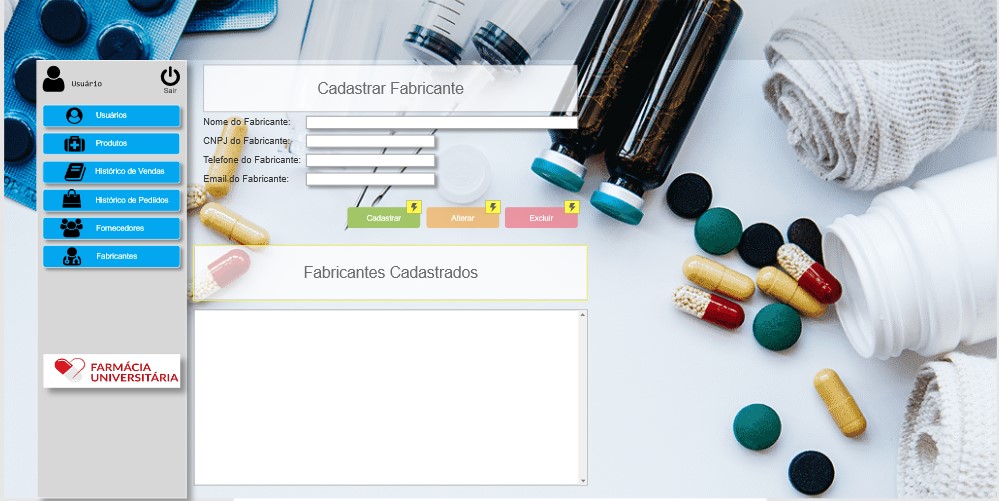 Usuário
Sair
Usuários
Produtos
Histórico de Vendas
Histórico de Pediidos
Fornecedores
Fabricantes
FARMÁCIA
UNIVERSITÁRIA
Cadastrar Fabricante
Nome do Fabricante:
CNPJ do Fabricante:
Telefone do Fabricante:
Email do Fabricante:
Cadastrar
Alterar
Excluir
Fabricantes Cadastrados